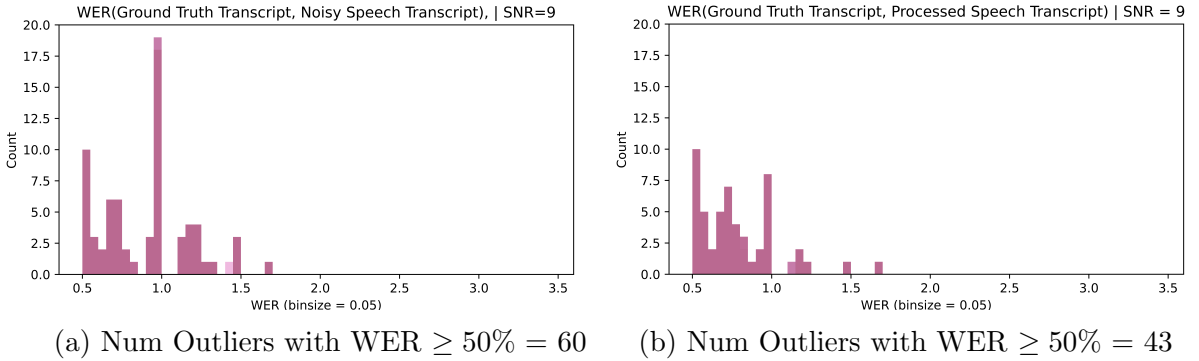 WER(Ground Truth Transcript, Noisy Speech Transcript), | SNR=9
20.0
17.5
15.0
12.5
10.0
7.5
5.0
2.5
0.0
Count
0.5 1.0 1.5 2.0 2.5 3.0 3.5
WER (binsize = 0.05)
(a) Num Outliers with WER ≥ 50% = 60
WER(Ground Truth Transcript, Processed Speech Transcript) | SNR = 9
20.0
17.5
15.0
12.5
10.0
7.5
5.0
2.5
0.0
Count
0.5 1.0 1.5 2.0 2.5 3.0 3.5
WER (binsize = 0.05)
(b) Num Outliers with WER ≥ 50% = 43